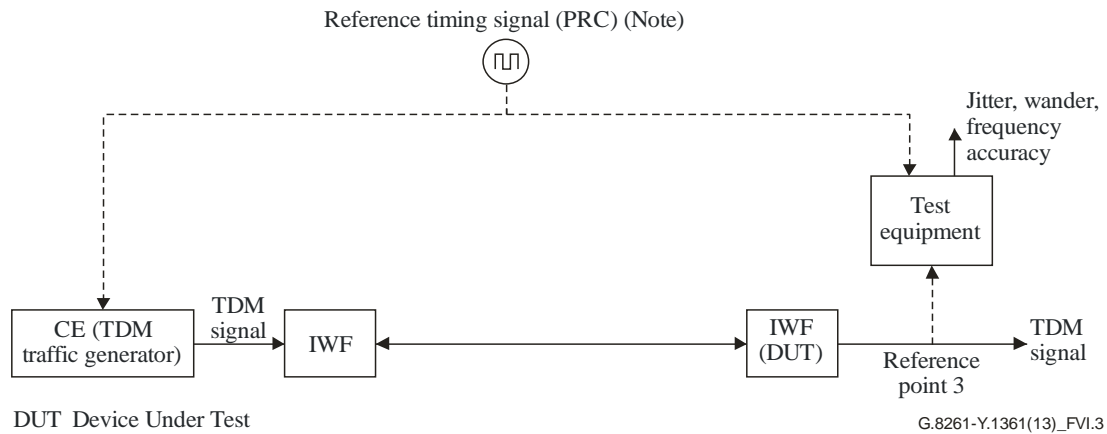 Reference timing signal (PRC) (Note)
Jitter, wander,
frequency
accuracy
Test
equipment
CE (TDM
traffic generator)
TDM
signal
IWF
IWF
(DUT)
Reference
point 3
TDM
signal
DUT Device Under Test
G.8261-Y.1361(13)_FVI.3